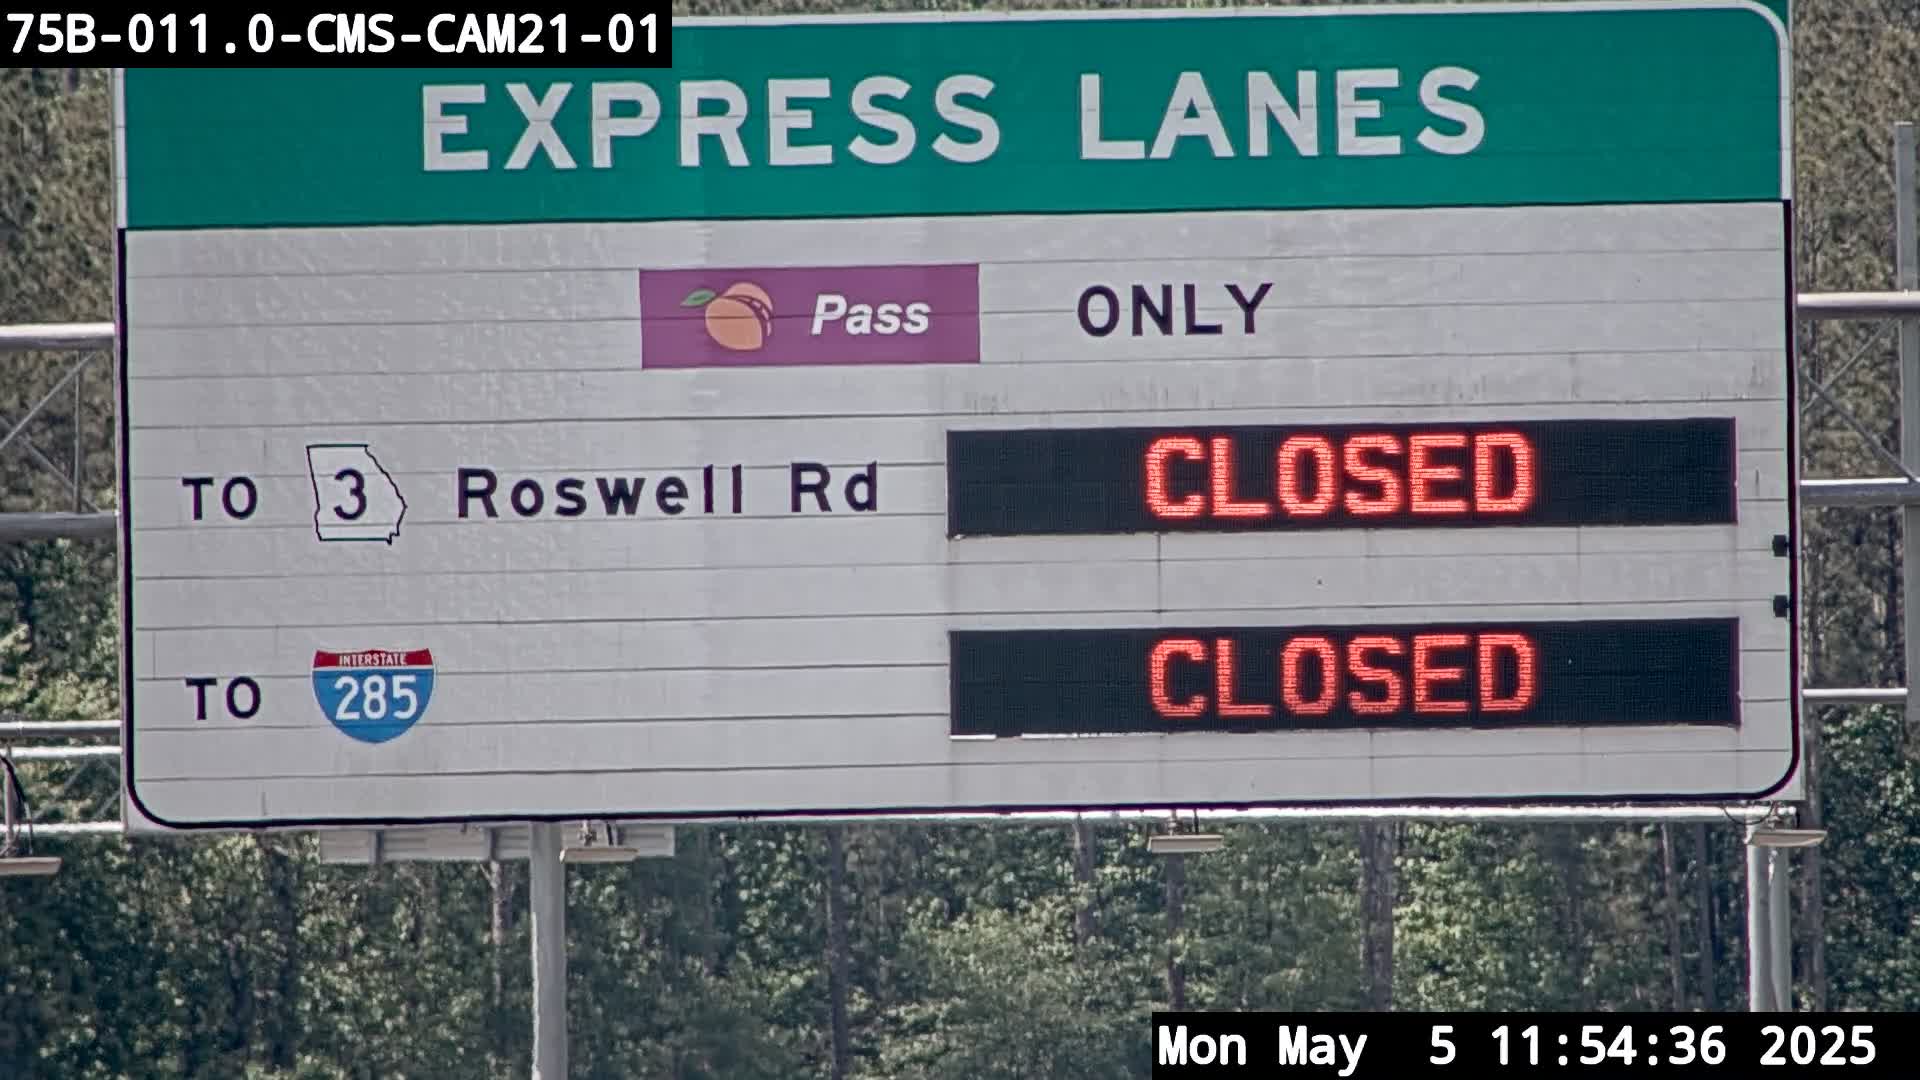 75B-011.0-CMS-CAM21-01
EXPRESS LANES
Pass ONLY
TO 3 Roswell Rd CLOSED
INTERSTATE
TO 285 CLOSED
Mon May 5 11:54:36 2025